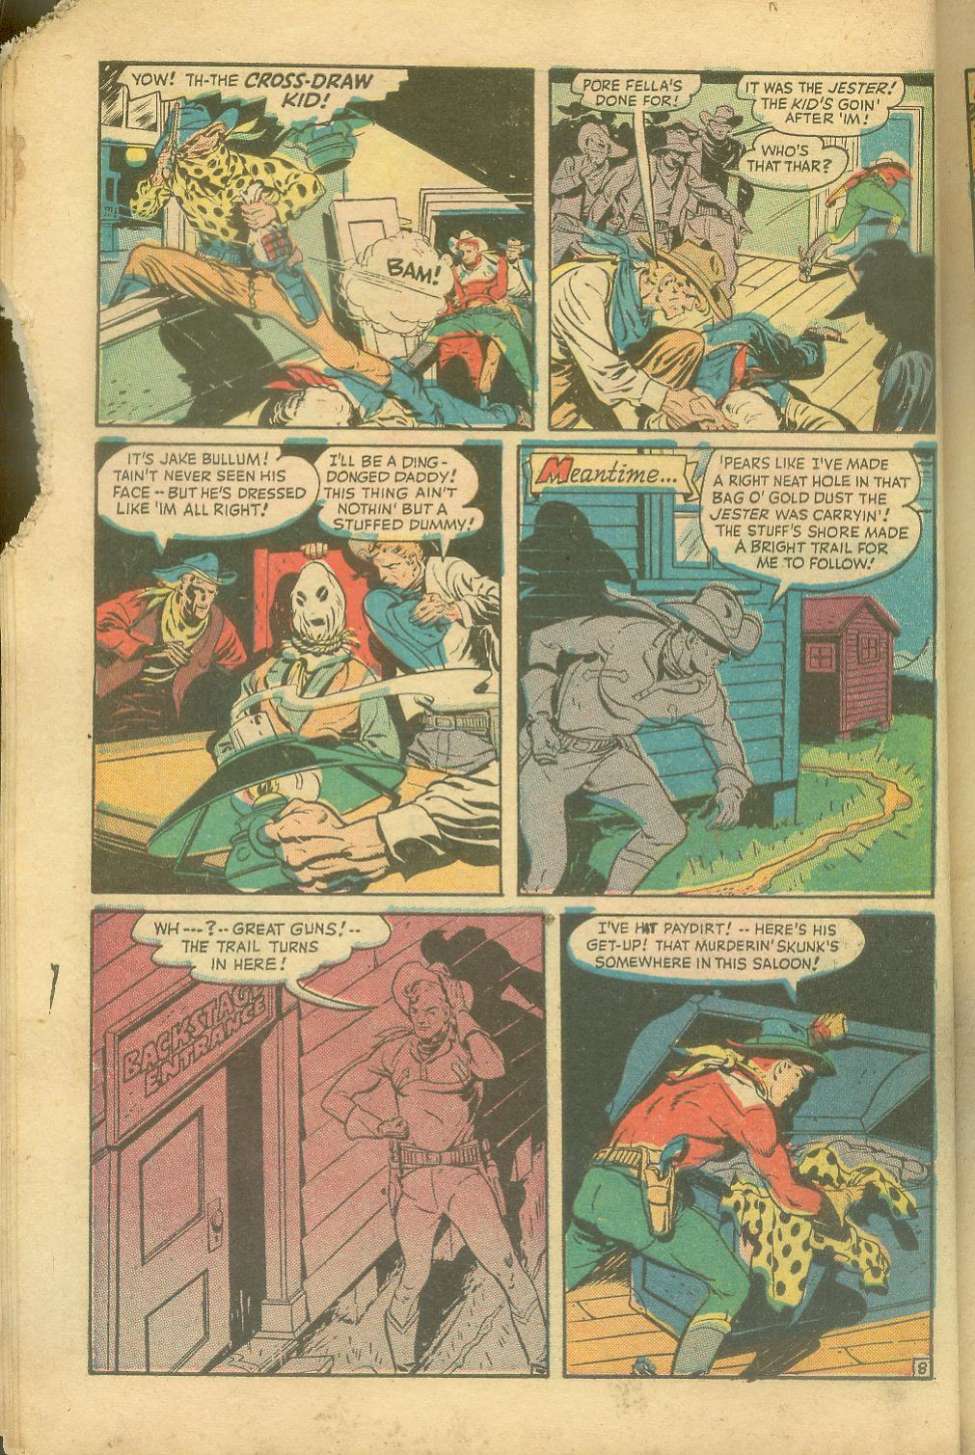 YOW! TH-THE CROSS-DRAW
KID!
BAM!
PORE FELLA'S
DONE FOR!
IT WAS THE JESTER!
THE KID'S GOIN'
AFTER 'IM!
WHO'S
THAT THAR?
IT'S JAKE BULLUM!
TAIN'T NEVER SEEN HIS
FACE -- BUT HE'S DRESSED
LIKE 'IM ALL RIGHT!
I'LL BE A DING-
DONGED DADDY!
THIS THING AIN'T
NOTHIN' BUT A
STUFFED DUMMY!
Meantime...
'PEARS LIKE I'VE MADE
A RIGHT NEAT HOLE IN THAT
BAG O' GOLD DUST THE
JESTER WAS CARRYIN'!
THE STUFF'S SHORE MADE
A BRIGHT TRAIL FOR
ME TO FOLLOW!
WH---?-- GREAT GUNS!--
THE TRAIL TURNS
IN HERE!
BACKSTAGE
ENTRANCE
I'VE HIT PAYDIRT! -- HERE'S HIS
GET-UP! THAT MURDERIN' SKUNK'S
SOMEWHERE IN THIS SALOON!
8